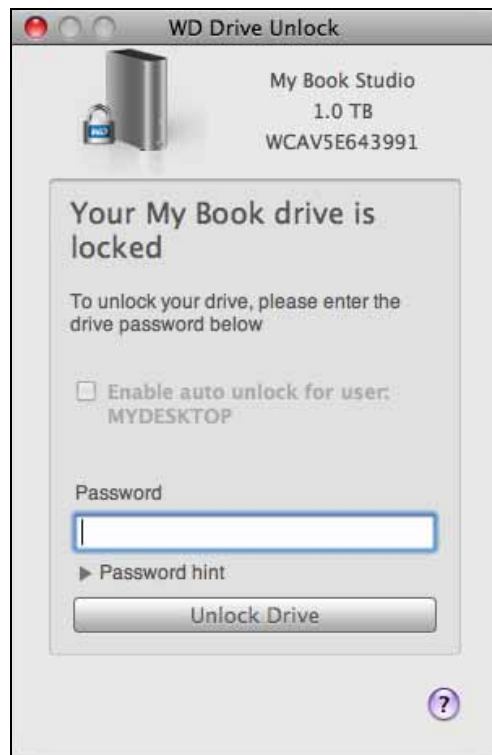 WD Drive Unlock
My Book Studio
1.0 TB
WCAV5E643991
WD
Your My Book drive is
locked
To unlock your drive, please enter the
drive password below
Enable auto unlock for user:
MYDESKTOP
Password
Password hint
Unlock Drive
?